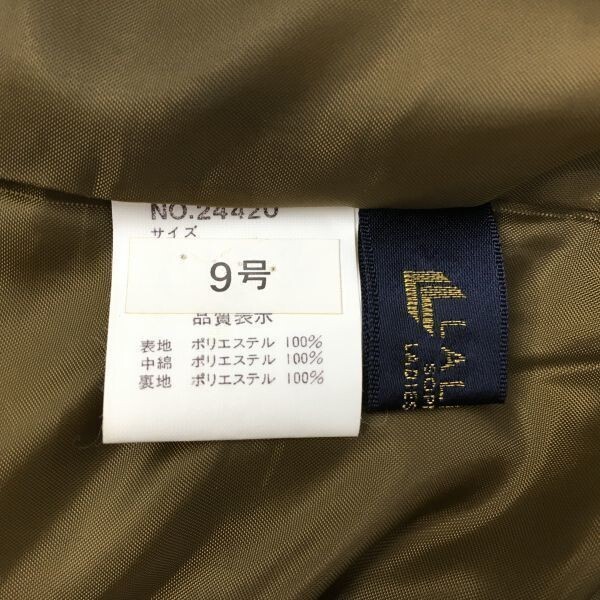 NO.24420
サイズ
9号
品質表示
表地 ポリエステル 100%
中綿 ポリエステル 100%
裏地 ポリエステル 100%
LADIES